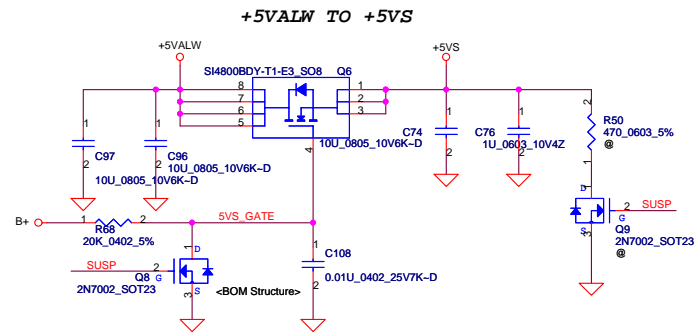 +5VALW TO +5VS
+5VALW
+5VS
SI4800BDY-T1-E3_SO8
Q6
8
7
6
5
1
2
3
4
1
2
C97
10U_0805_10V6K~D
1
2
C96
10U_0805_10V6K~D
1
2
C74
10U_0805_10V6K~D
1
2
C76
1U_0603_10V4Z
2
1
R50
470_0603_5%
@
B+
1
2
R68
20K_0402_5%
5VS_GATE
SUSP
2
G
1
D
3
S
Q8
2N7002_SOT23
<BOM Structure>
1
2
C108
0.01U_0402_25V7K~D
1
D
3
S
2
G
SUSP
Q9
2N7002_SOT23
@